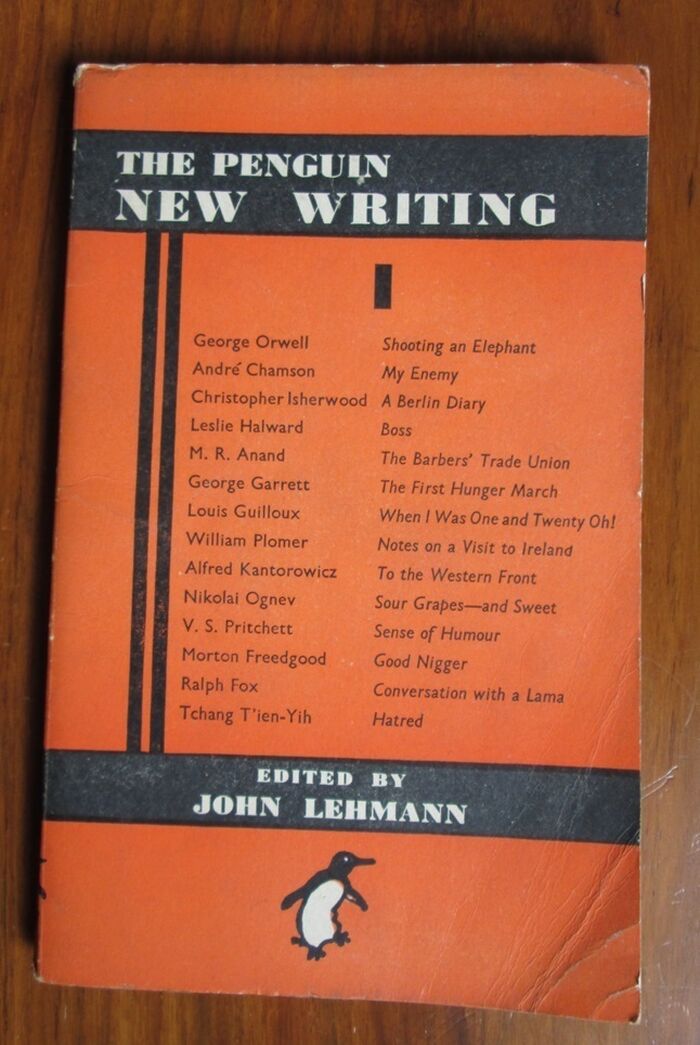 THE PENGUIN
NEW WRITING
I
George Orwell Shooting an Elephant
André Chamson My Enemy
Christopher Isherwood A Berlin Diary
Leslie Halward Boss
M. R. Anand The Barbers' Trade Union
George Garrett The First Hunger March
Louis Guilloux When I Was One and Twenty Oh!
William Plomer Notes on a Visit to Ireland
Alfred Kantorowicz To the Western Front
Nikolai Ognev Sour Grapes—and Sweet
V. S. Pritchett Sense of Humour
Morton Freedgood Good Nigger
Ralph Fox Conversation with a Lama
Tchang T'ien-Yih Hatred
EDITED BY
JOHN LEHMANN